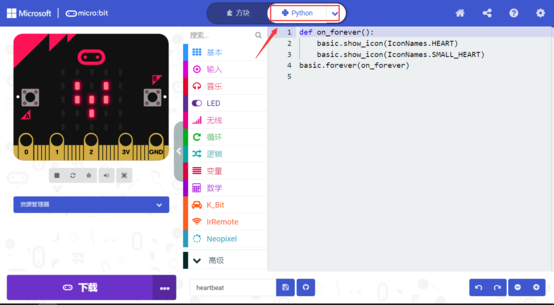 Microsoft micro:bit 方块 Python
搜索...
基本
输入
音乐
LED
无线
循环
逻辑
变量
数学
K_Bit
IrRemote
Neopixel
高级
1 def on_forever():
2 basic.show_icon(IconNames.HEART)
3 basic.show_icon(IconNames.SMALL_HEART)
4 basic.forever(on_forever)
5
0 1 2 3V GND
资源管理器
下载 ...
heartbeat